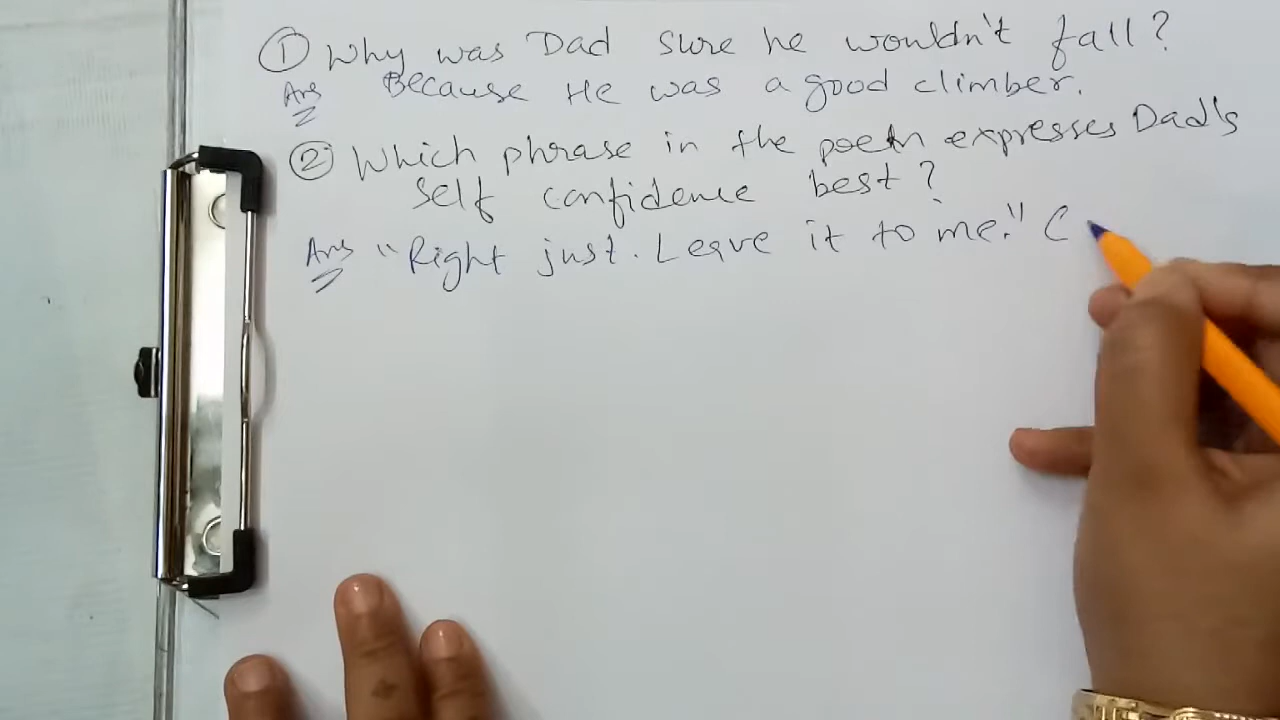 ① Why was Dad sure he wouldn't fall?
Ans Because He was a good climber.
② Which phrase in the poem expresses Dad's
self confidence best?
Ans "Right just. Leave it to me." (